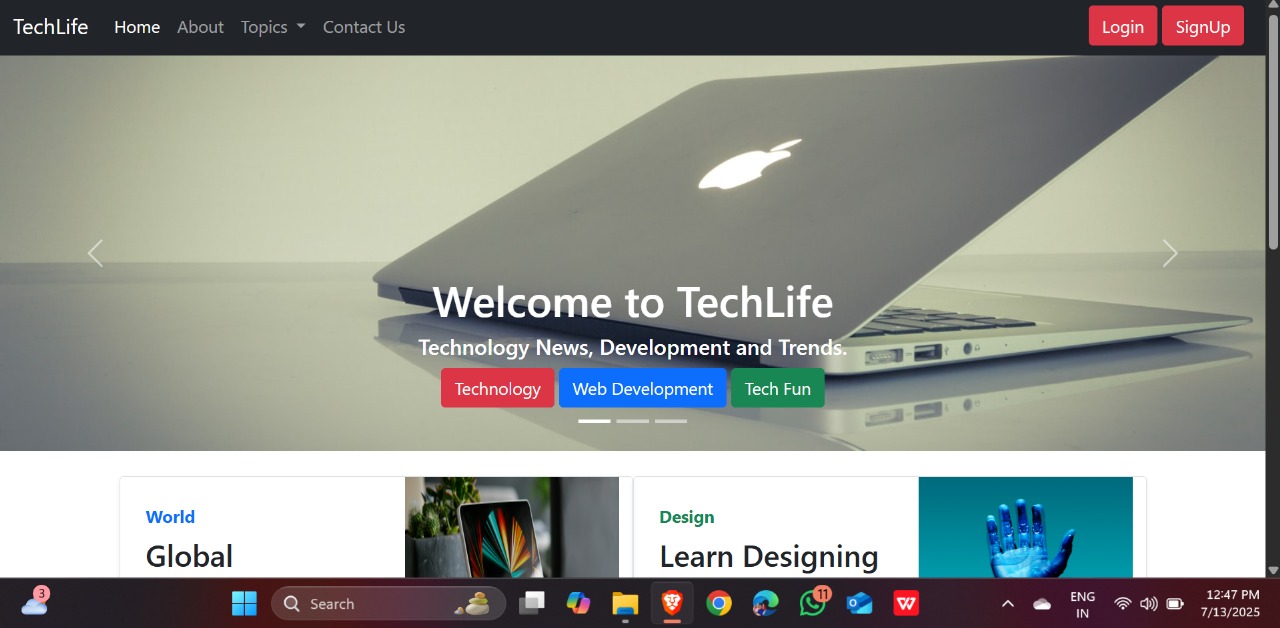 TechLife Home About Topics Contact Us Login SignUp
Welcome to TechLife
Technology News, Development and Trends.
Technology Web Development Tech Fun
World
Global
Design
Learn Designing
3
Search
11
W
ENG
IN
12:47 PM
7/13/2025